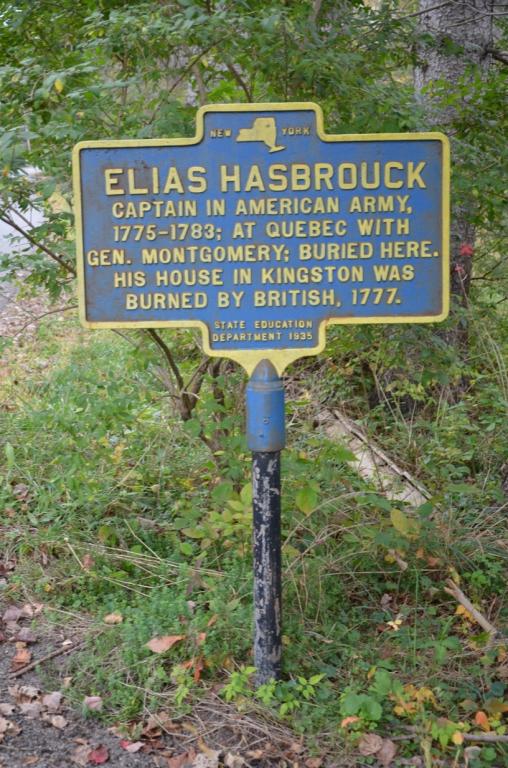 NEW YORK
ELIAS HASBROUCK
CAPTAIN IN AMERICAN ARMY,
1775-1783; AT QUEBEC WITH
GEN. MONTGOMERY; BURIED HERE.
HIS HOUSE IN KINGSTON WAS
BURNED BY BRITISH, 1777.
STATE EDUCATION
DEPARTMENT 1935